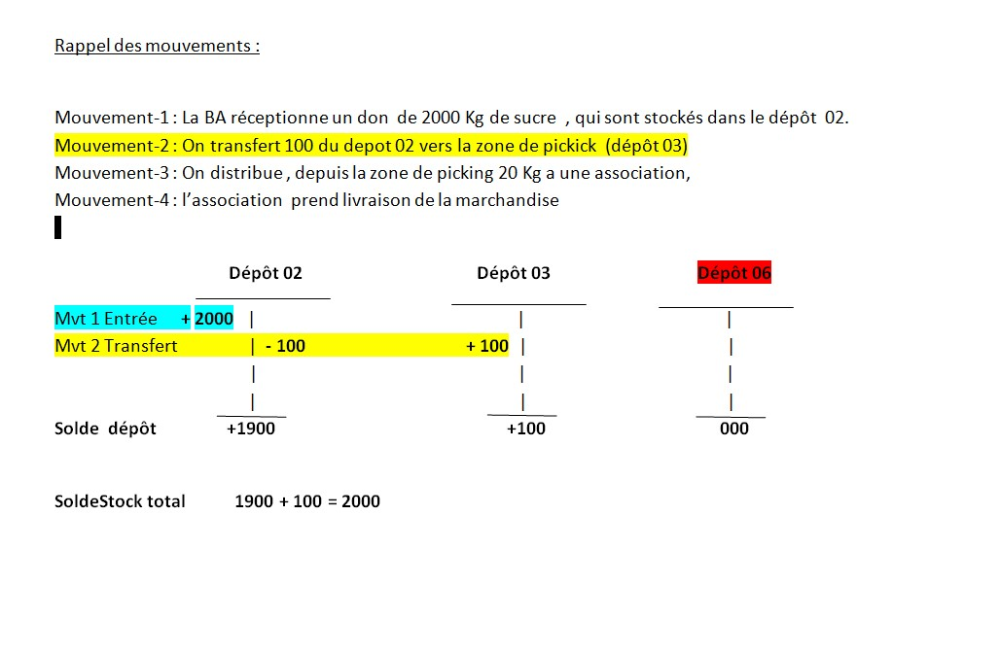 Rappel des mouvements :
Mouvement-1 : La BA réceptionne un don de 2000 Kg de sucre , qui sont stockés dans le dépôt 02.
Mouvement-2 : On transfert 100 du depot 02 vers la zone de pickick (dépôt 03)
Mouvement-3 : On distribue , depuis la zone de picking 20 Kg a une association,
Mouvement-4 : l’association prend livraison de la marchandise
Dépôt 02 Dépôt 03 Dépôt 06
Mvt 1 Entrée + 2000 | | |
Mvt 2 Transfert | - 100 + 100 | |
| | |
| | |
Solde dépôt +1900 +100 000
SoldeStock total 1900 + 100 = 2000